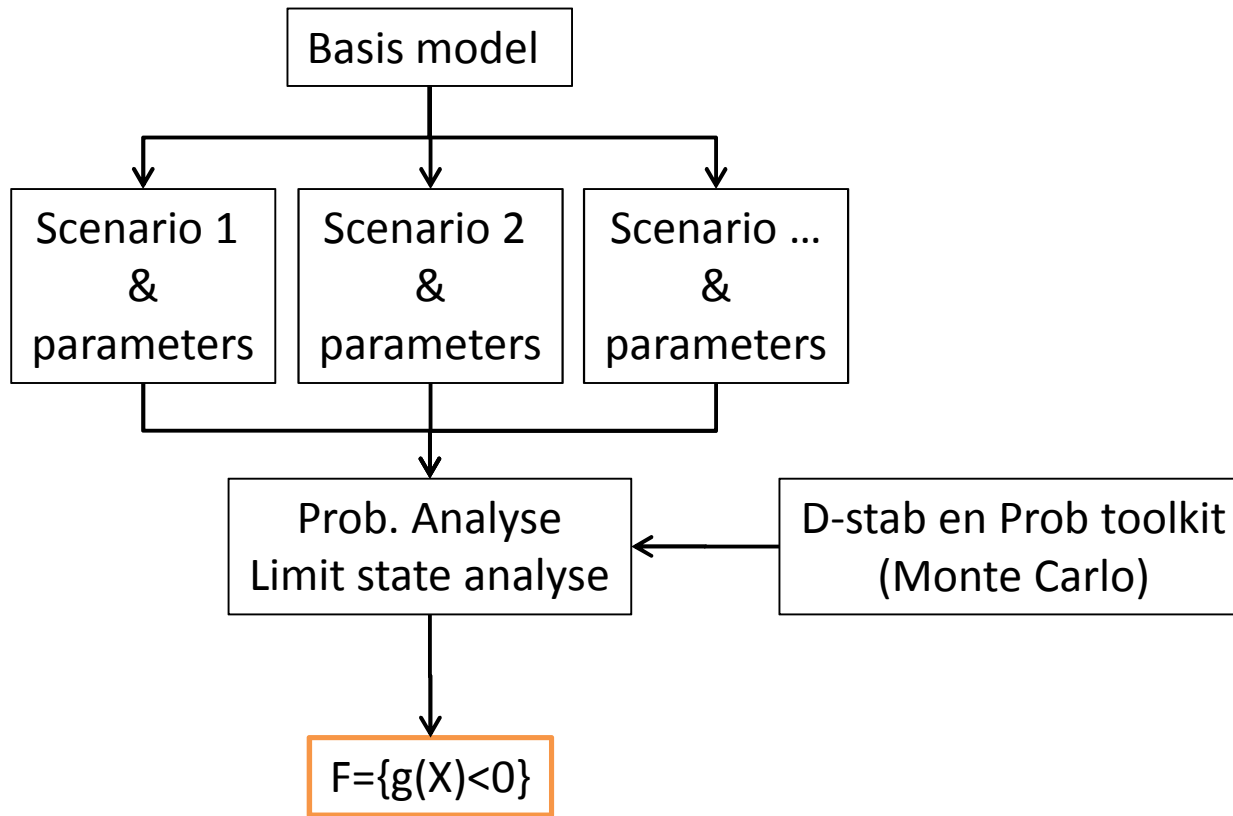 Basis model
Scenario 1
&
parameters
Scenario 2
&
parameters
Scenario ...
&
parameters
Prob. Analyse
Limit state analyse
D-stab en Prob toolkit
(Monte Carlo)
F={g(X)<0}